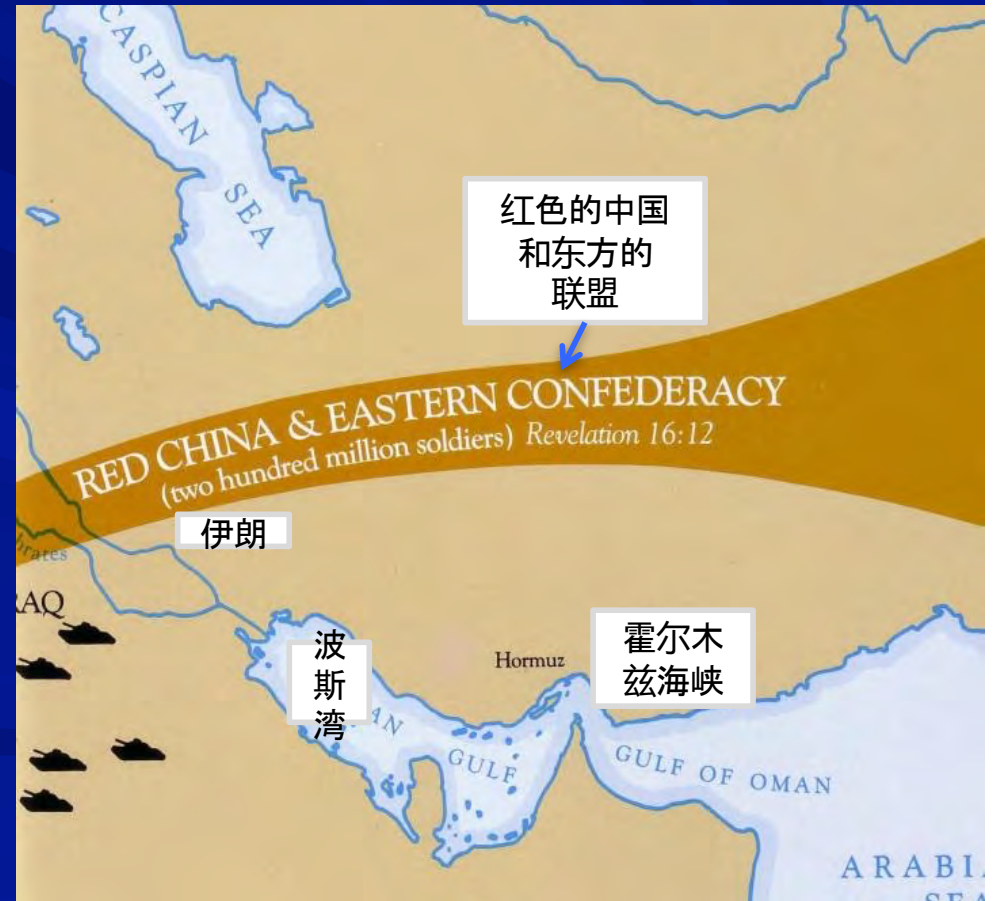 CASPIAN
SEA
红色的中国
和东方的
联盟
RED CHINA & EASTERN CONFEDERACY
(two hundred million soldiers) Revelation 16:12
伊朗
波
斯
湾
Hormuz
霍尔木
兹海峡
GULF
GULF OF OMAN